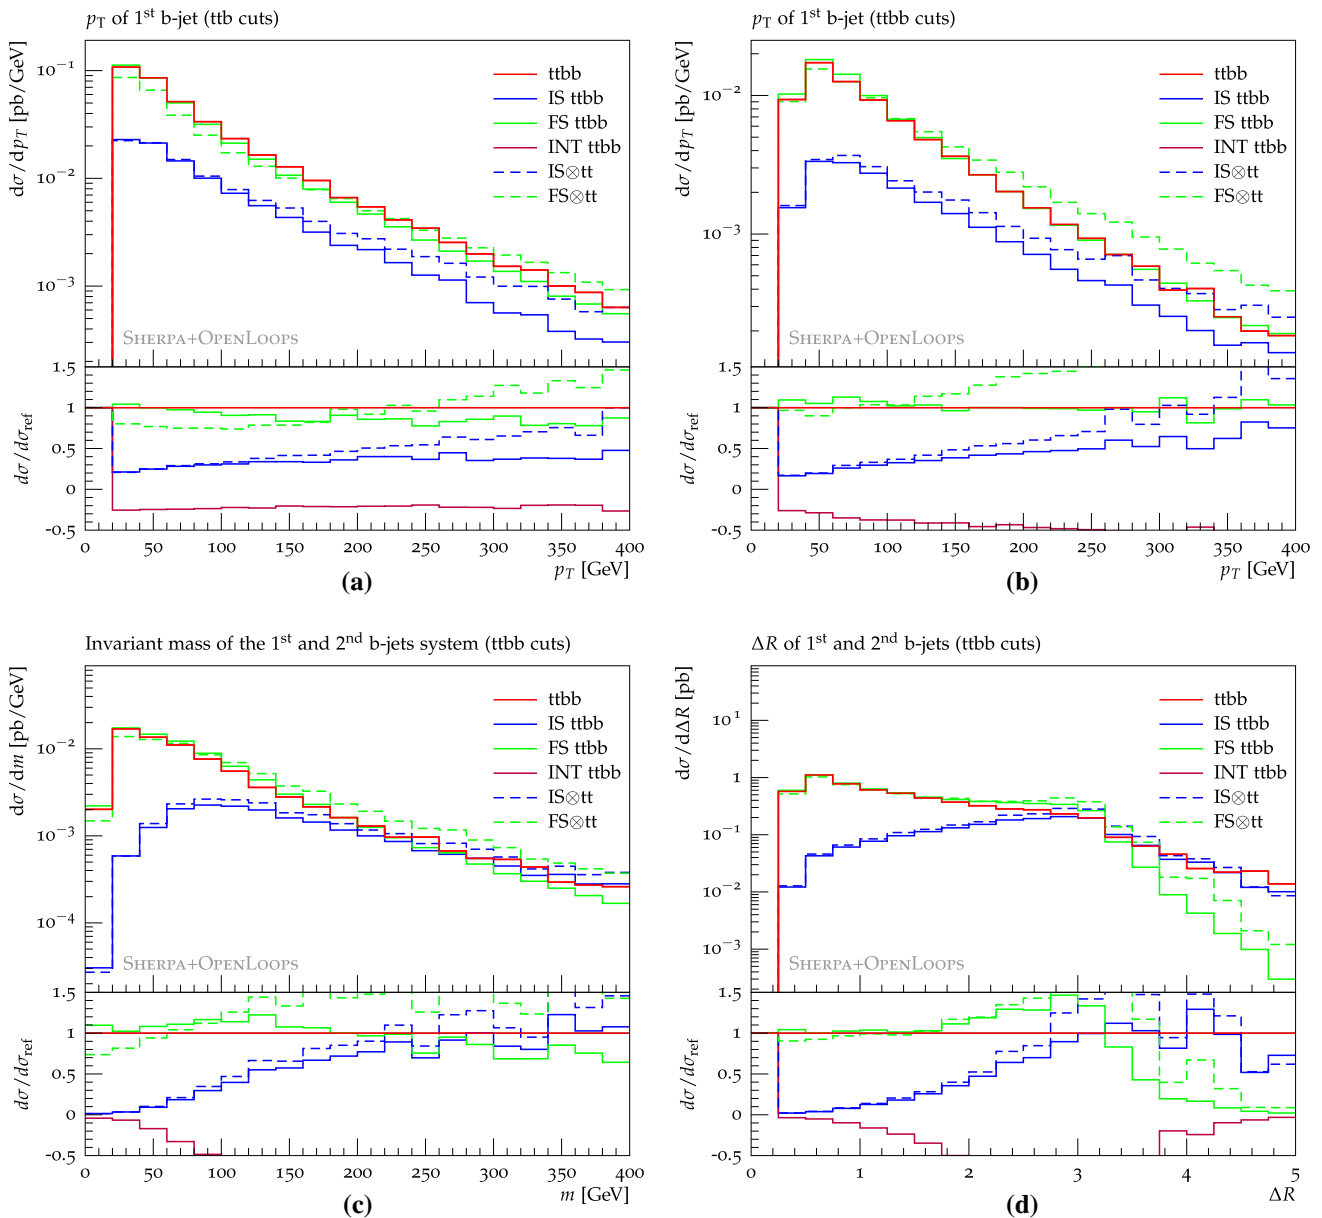 pT of 1st b-jet (ttb cuts)
dσ/dpT [pb/GeV]
10−1
10−2
10−3
ttbb
IS ttbb
FS ttbb
INT ttbb
IS⊗tt
FS⊗tt
Sherpa+OpenLoops
dσ/dσref
1.5
1
0.5
0
-0.5
0 50 100 150 200 250 300 350 400
pT [GeV]
(a)
pT of 1st b-jet (ttbb cuts)
dσ/dpT [pb/GeV]
10−2
10−3
ttbb
IS ttbb
FS ttbb
INT ttbb
IS⊗tt
FS⊗tt
Sherpa+OpenLoops
dσ/dσref
1.5
1
0.5
0
-0.5
0 50 100 150 200 250 300 350 400
pT [GeV]
(b)
Invariant mass of the 1st and 2nd b-jets system (ttbb cuts)
dσ/dm [pb/GeV]
10−2
10−3
10−4
ttbb
IS ttbb
FS ttbb
INT ttbb
IS⊗tt
FS⊗tt
Sherpa+OpenLoops
dσ/dσref
1.5
1
0.5
0
-0.5
0 50 100 150 200 250 300 350 400
m [GeV]
(c)
ΔR of 1st and 2nd b-jets (ttbb cuts)
dσ/dΔR [pb]
101
1
10−1
10−2
10−3
ttbb
IS ttbb
FS ttbb
INT ttbb
IS⊗tt
FS⊗tt
Sherpa+OpenLoops
dσ/dσref
1.5
1
0.5
0
-0.5
0 1 2 3 4 5
ΔR
(d)